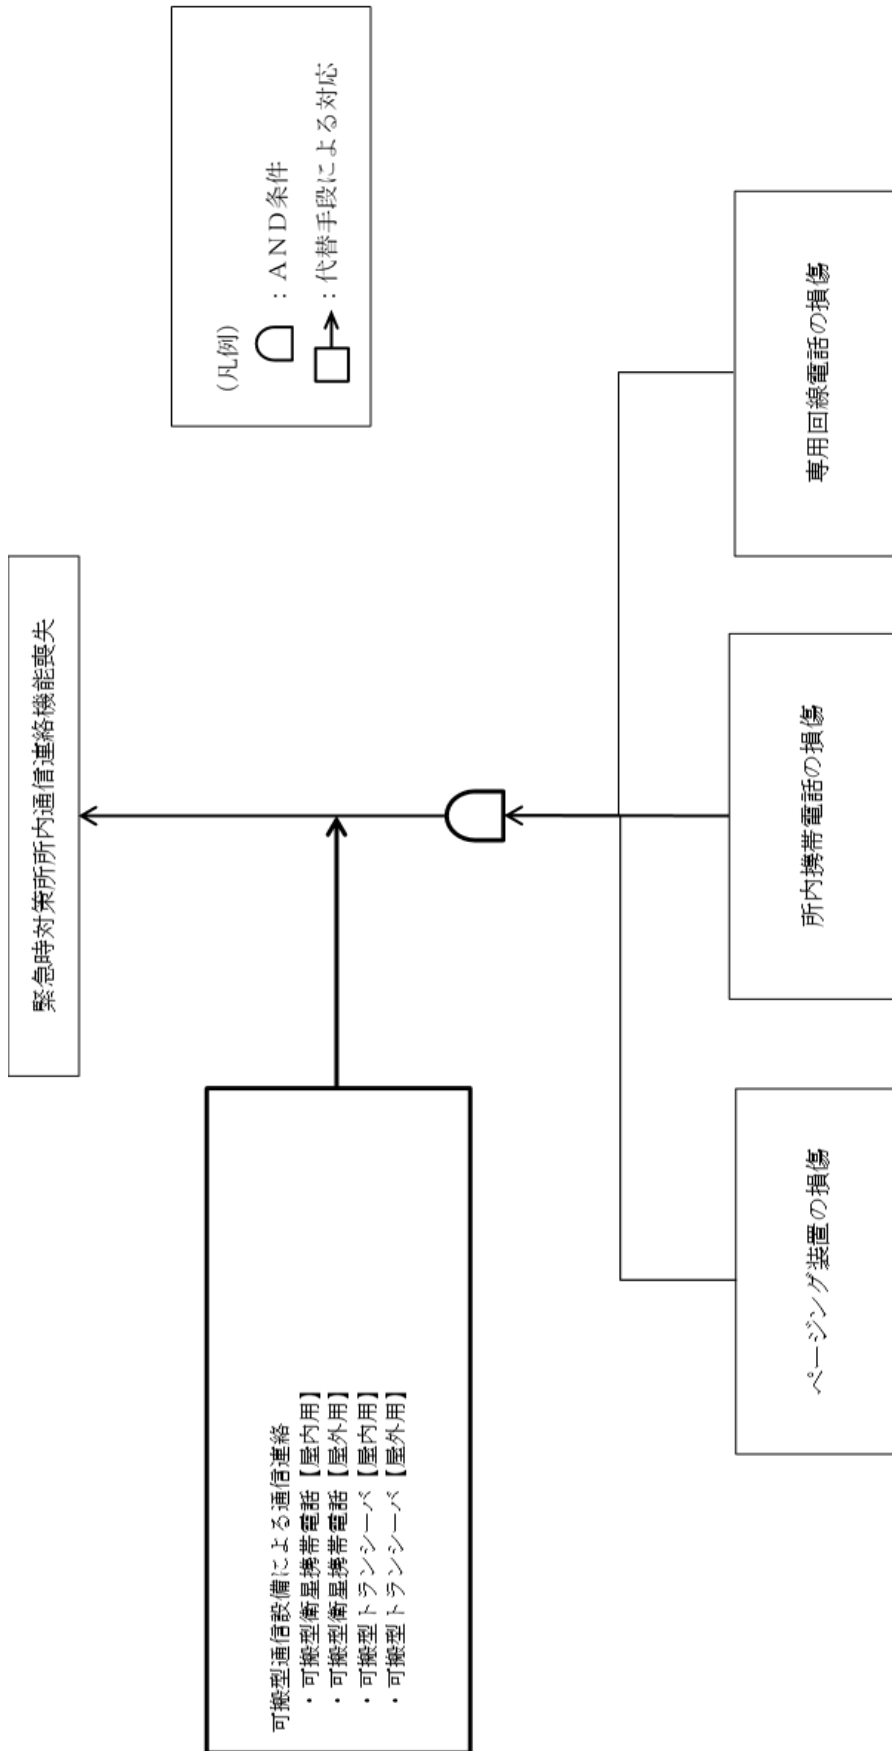 緊急時対策所所内通信連絡機能喪失
(凡例)
：AND条件
：代替手段による対応
可搬型通信設備による通信連絡
・可搬型衛星携帯電話【屋内用】
・可搬型衛星携帯電話【屋外用】
・可搬型トランシーバ【屋内用】
・可搬型トランシーバ【屋外用】
ページング装置の損傷
所内携帯電話の損傷
専用回線電話の損傷